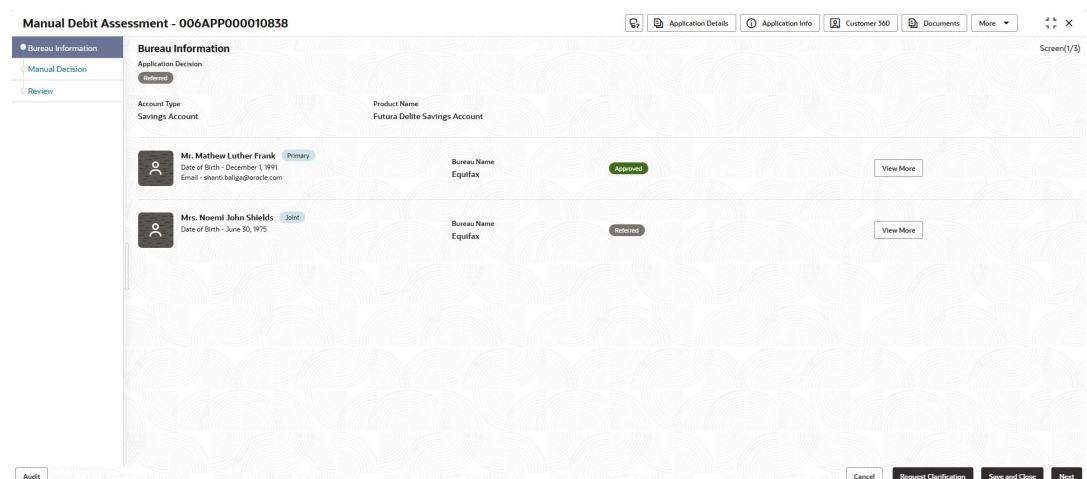 Manual Debit Assessment - 006APP000010838
Application Details
Application Info
Customer 360
Documents
More
Bureau Information
Manual Decision
Review
Bureau Information
Screen(1/3)
Application Decision
Referred
Account Type
Product Name
Savings Account
Futura Delite Savings Account
Mr. Mathew Luther Frank Primary
Date of Birth - December 1, 1991
Email - shanti.baliga@oracle.com
Bureau Name
Equifax
Approved
View More
Mrs. Noemi John Shields Joint
Date of Birth - June 30, 1975
Bureau Name
Equifax
Referred
View More
Audit
Cancel
Request Clarification
Save and Close
Next